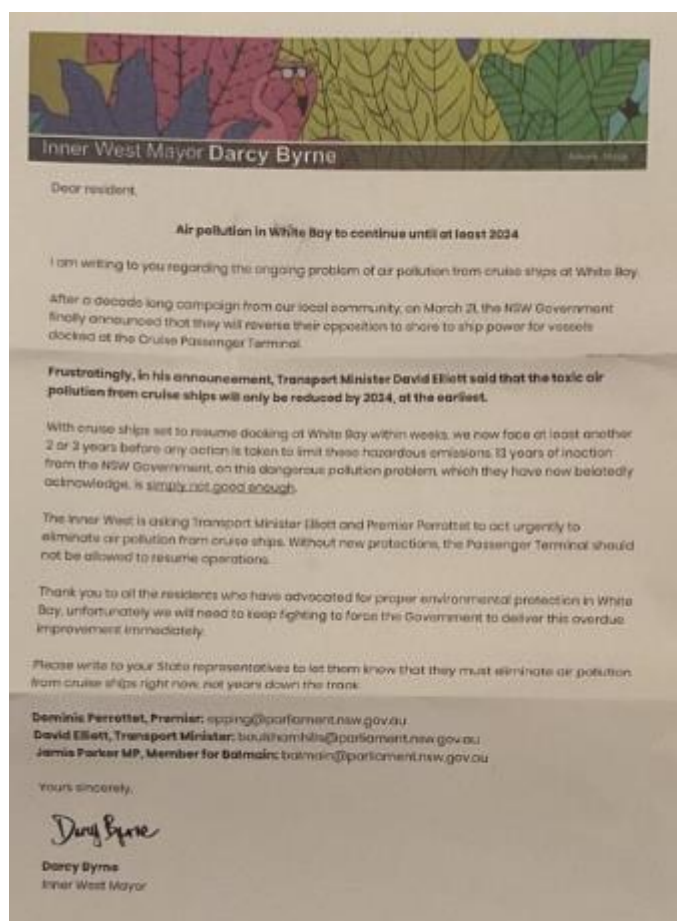 Inner West Mayor Darcy Byrne
Dear resident,
Air pollution in White Bay to continue until at least 2024
I am writing to you regarding the ongoing problem of air pollution from cruise ships at White Bay.
After a decade long campaign from our local community, on March 21, the NSW Government
finally announced that they will reverse their opposition to shore to ship power for vessels
docked at the Cruise Passenger Terminal.
Frustratingly, in his announcement, Transport Minister David Elliott said that the toxic air
pollution from cruise ships will only be reduced by 2024, at the earliest.
With cruise ships set to resume docking at White Bay within weeks, we now face at least another
2 or 3 years before any action is taken to limit these hazardous emissions. 13 years of inaction
from the NSW Government, on this dangerous pollution problem, which they have now belatedly
acknowledge, is simply not good enough.
The Inner West is asking Transport Minister Elliott and Premier Perrottet to act urgently to
eliminate air pollution from cruise ships. Without new protections, the Passenger Terminal should
not be allowed to resume operations.
Thank you to all the residents who have advocated for proper environmental protection in White
Bay, unfortunately we will need to keep fighting to force the Government to deliver this overdue
improvement immediately.
Please write to your State representatives to let them know that they must eliminate air pollution
from cruise ships right now, not years down the track.
Dominic Perrottet, Premier: epping@parliament.nsw.gov.au
David Elliott, Transport Minister: baulkhamhills@parliament.nsw.gov.au
Jamie Parker MP, Member for Balmain: balmain@parliament.nsw.gov.au
Yours sincerely,
Darcy Byrne
Darcy Byrne
Inner West Mayor